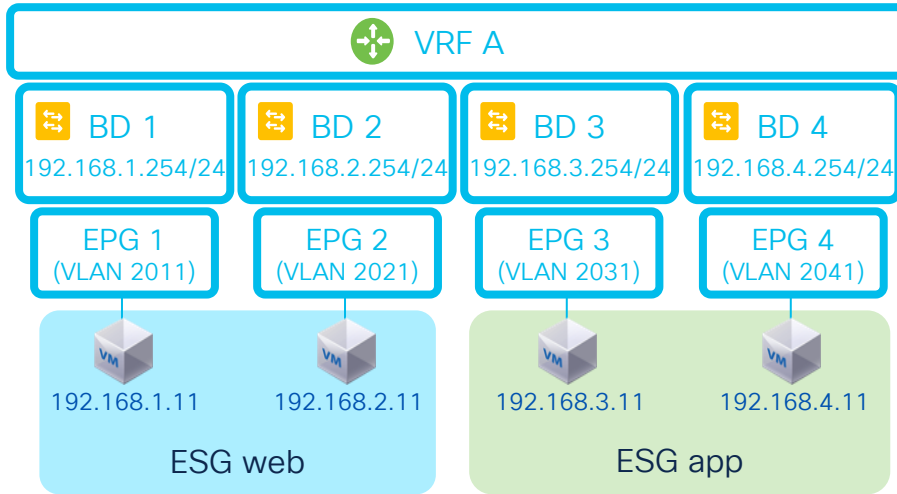 VRF A
BD 1
192.168.1.254/24
BD 2
192.168.2.254/24
BD 3
192.168.3.254/24
BD 4
192.168.4.254/24
EPG 1
(VLAN 2011)
EPG 2
(VLAN 2021)
EPG 3
(VLAN 2031)
EPG 4
(VLAN 2041)
VM
192.168.1.11
VM
192.168.2.11
VM
192.168.3.11
VM
192.168.4.11
ESG web
ESG app